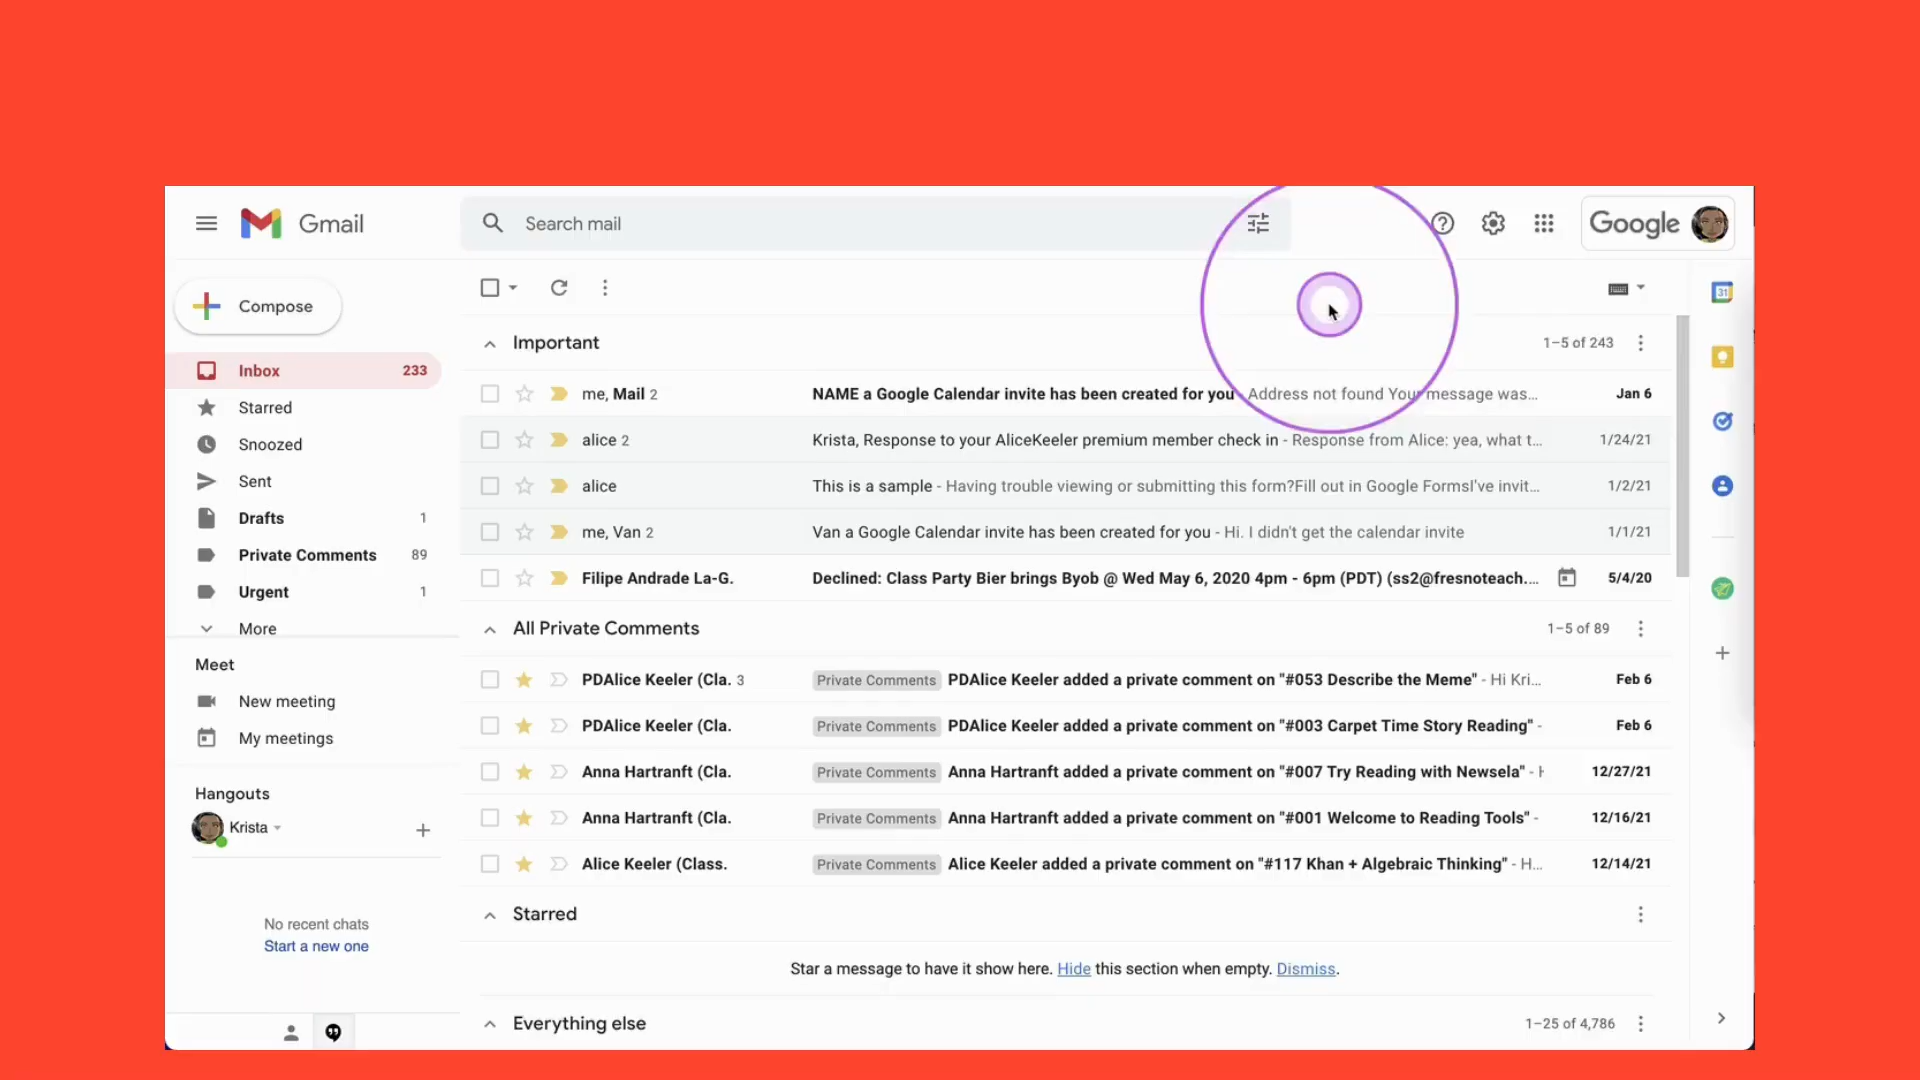 Gmail
Search mail
Google
Compose
Inbox 233
Starred
Snoozed
Sent
Drafts 1
Private Comments 89
Urgent 1
More
Meet
New meeting
My meetings
Hangouts
Krista
No recent chats
Start a new one
Important 1–5 of 243
me, Mail 2 NAME a Google Calendar invite has been created for you - Address not found Your message was... Jan 6
alice 2 Krista, Response to your AliceKeeler premium member check in - Response from Alice: yea, what t... 1/24/21
alice This is a sample - Having trouble viewing or submitting this form?Fill out in Google FormsI've invit... 1/2/21
me, Van 2 Van a Google Calendar invite has been created for you - Hi. I didn't get the calendar invite 1/1/21
Filipe Andrade La-G. Declined: Class Party Bier brings Byob @ Wed May 6, 2020 4pm - 6pm (PDT) (ss2@fresnoteach.... 5/4/20
All Private Comments 1–5 of 89
PDAlice Keeler (Cla. 3 Private Comments PDAlice Keeler added a private comment on "#053 Describe the Meme" - Hi Kri... Feb 6
PDAlice Keeler (Cla. Private Comments PDAlice Keeler added a private comment on "#003 Carpet Time Story Reading" - Feb 6
Anna Hartranft (Cla. Private Comments Anna Hartranft added a private comment on "#007 Try Reading with Newsela" - 12/27/21
Anna Hartranft (Cla. Private Comments Anna Hartranft added a private comment on "#001 Welcome to Reading Tools" - 12/16/21
Alice Keeler (Class. Private Comments Alice Keeler added a private comment on "#117 Khan + Algebraic Thinking" - H... 12/14/21
Starred
Star a message to have it show here. Hide this section when empty. Dismiss.
Everything else 1–25 of 4,786
31